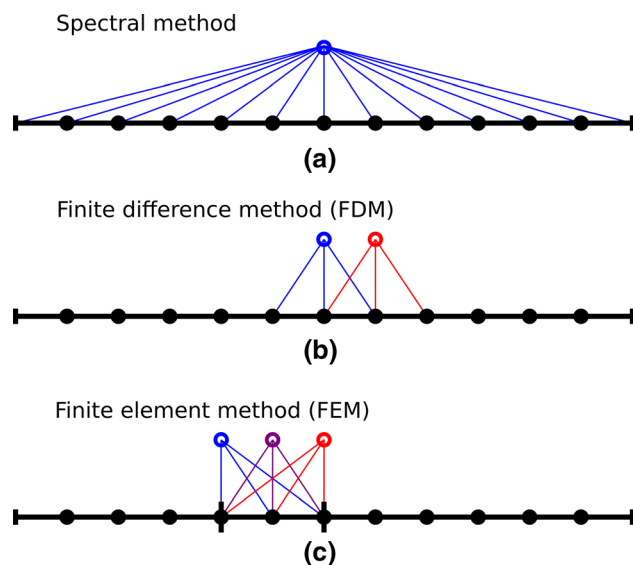 Spectral method
(a)
Finite difference method (FDM)
(b)
Finite element method (FEM)
(c)